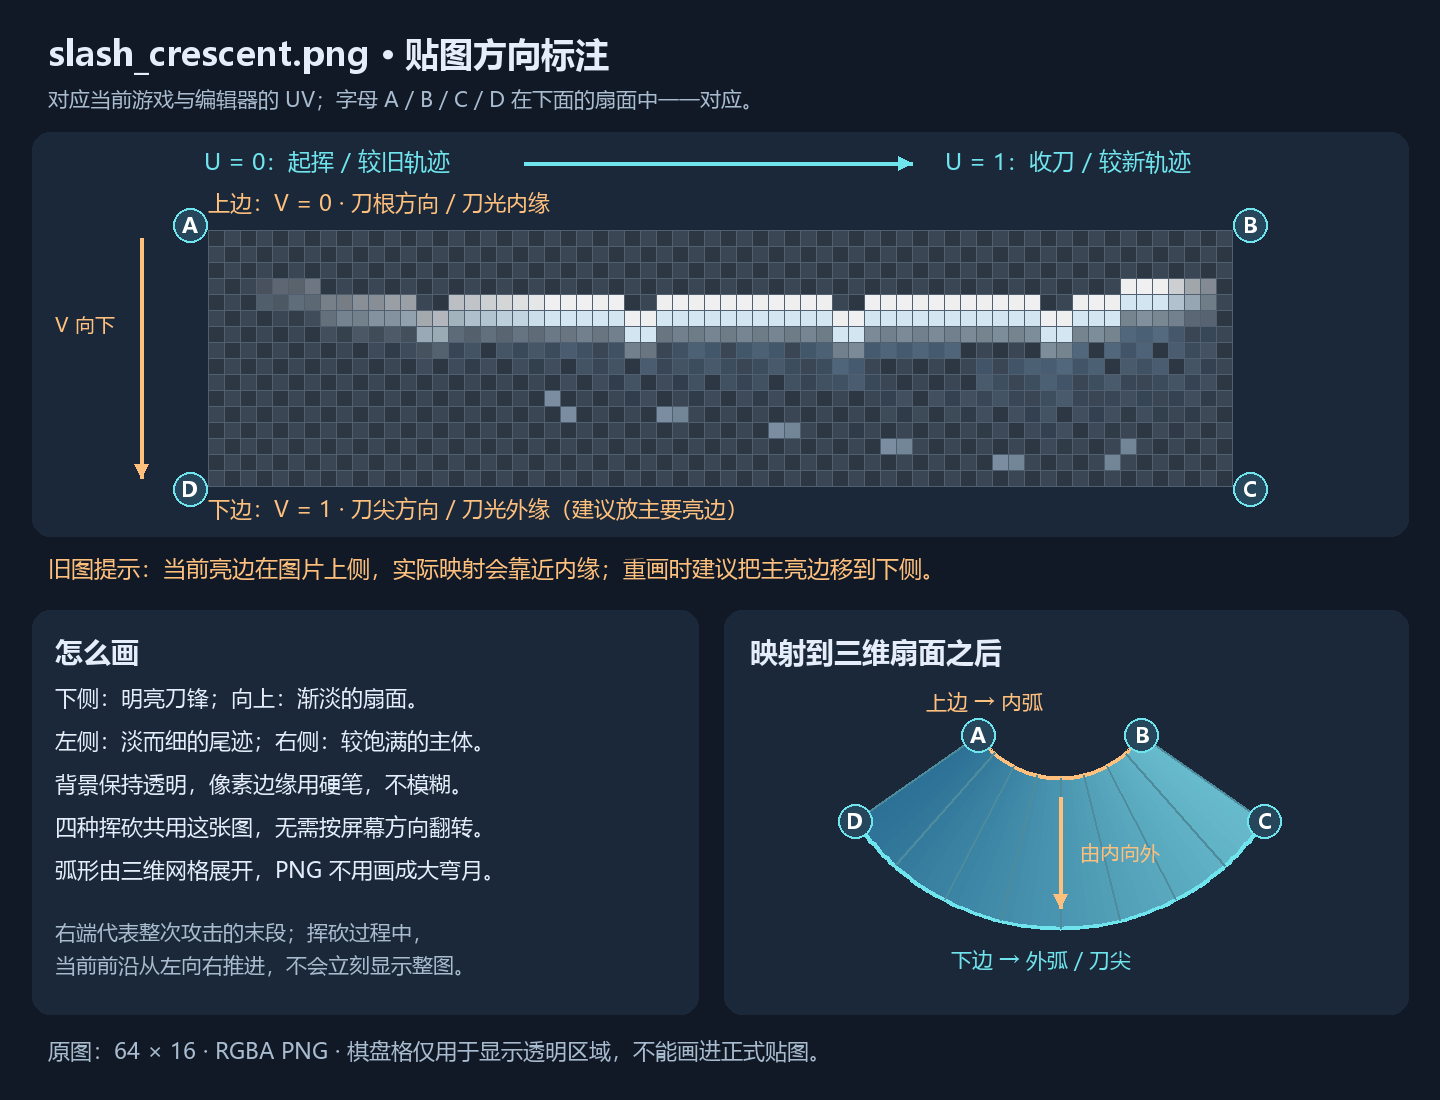 slash_crescent.png • 贴图方向标注
对应当前游戏与编辑器的 UV；字母 A / B / C / D 在下面的扇面中一一对应。
U = 0：起挥 / 较旧轨迹
U = 1：收刀 / 较新轨迹
上边：V = 0 · 刀根方向 / 刀光内缘
A
B
V 向下
D
C
下边：V = 1 · 刀尖方向 / 刀光外缘（建议放主要亮边）
旧图提示：当前亮边在图片上侧，实际映射会靠近内缘；重画时建议把主亮边移到下侧。
怎么画
下侧：明亮刀锋；向上：渐淡的扇面。
左侧：淡而细的尾迹；右侧：较饱满的主体。
背景保持透明，像素边缘用硬笔，不模糊。
四种挥砍共用这张图，无需按屏幕方向翻转。
弧形由三维网格展开，PNG 不用画成大弯月。
右端代表整次攻击的末段；挥砍过程中，
当前前沿从左向右推进，不会立刻显示整图。
映射到三维扇面之后
上边 → 内弧
A
B
D
C
由内向外
下边 → 外弧 / 刀尖
原图：64 × 16 · RGBA PNG · 棋盘格仅用于显示透明区域，不能画进正式贴图。